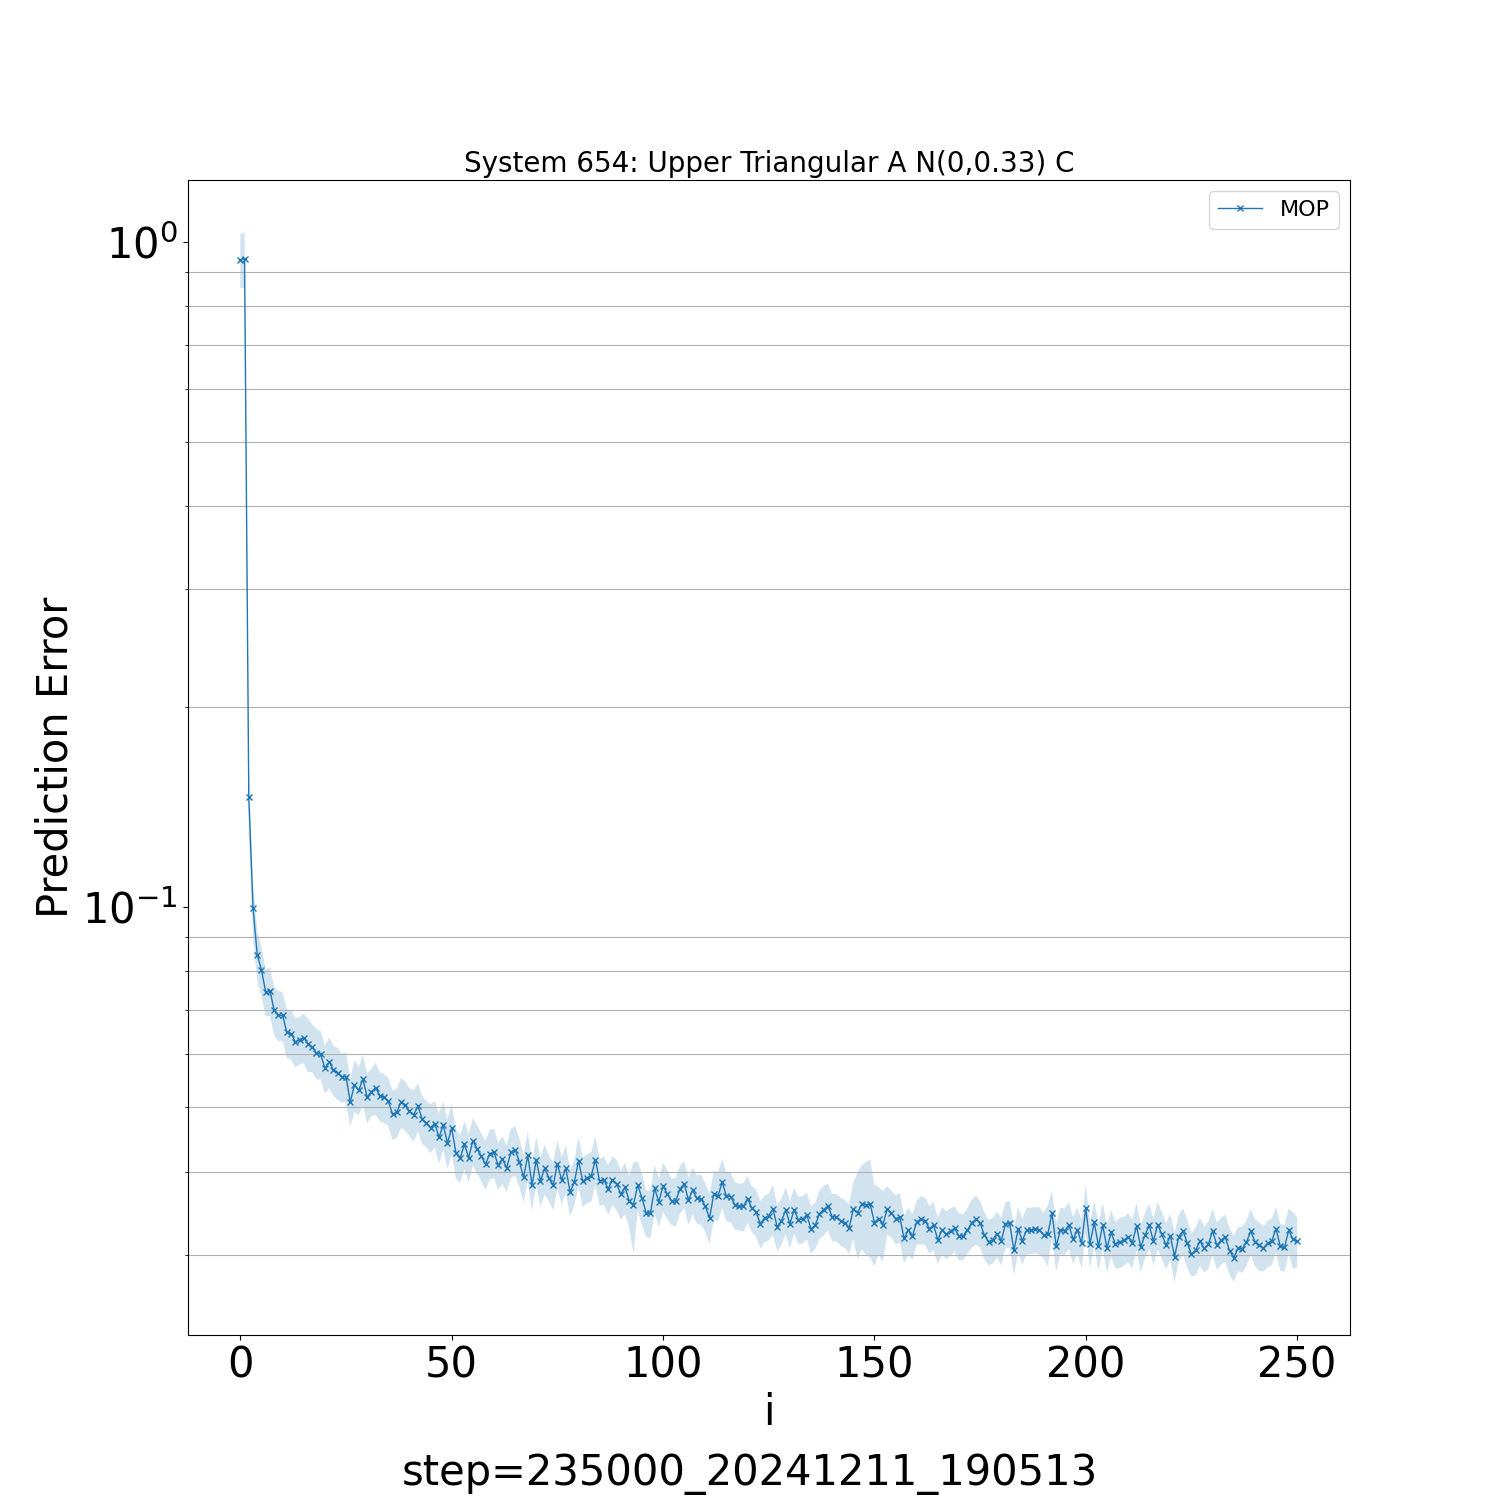 System 654: Upper Triangular A N(0,0.33) C
MOP
10⁰
10⁻¹
Prediction Error
0 50 100 150 200 250
i
step=235000_20241211_190513